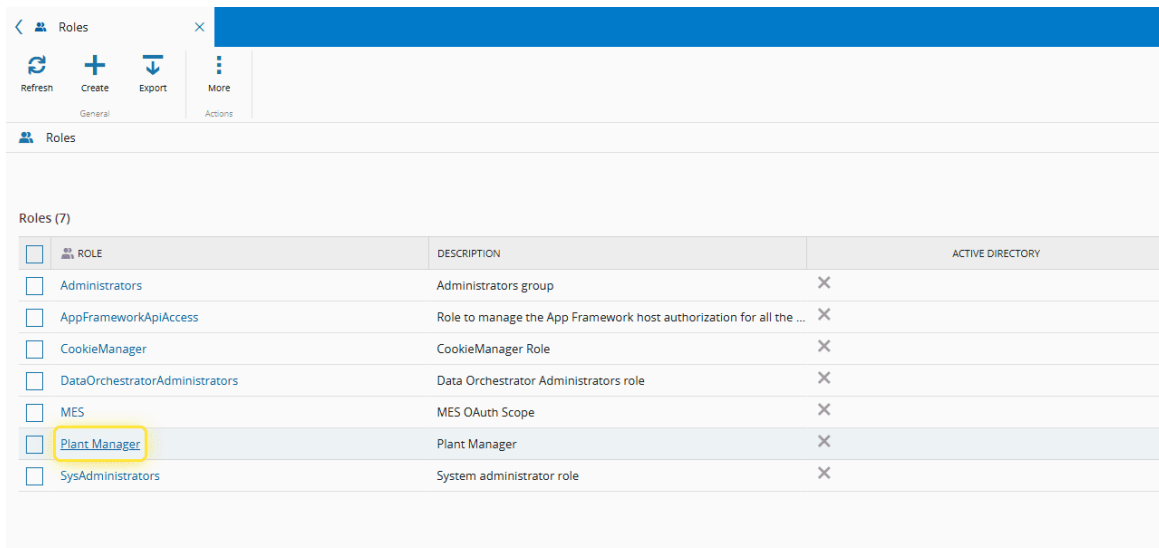 Roles
Refresh Create Export More
General Actions
Roles
Roles (7)
ROLE DESCRIPTION ACTIVE DIRECTORY
Administrators Administrators group
AppFrameworkApiAccess Role to manage the App Framework host authorization for all the ...
CookieManager CookieManager Role
DataOrchestratorAdministrators Data Orchestrator Administrators role
MES MES OAuth Scope
Plant Manager Plant Manager
SysAdministrators System administrator role